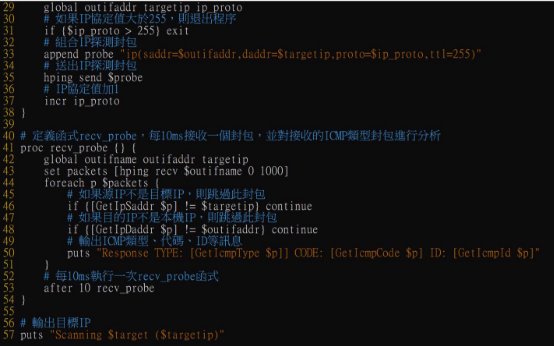 29 global outifaddr targetip ip_proto
30 # 如果IP協定值大於255，則退出程序
31 if {$ip_proto > 255} exit
32 # 組合IP探測封包
33 append probe "ip(saddr=$outifaddr,daddr=$targetip,proto=$ip_proto,ttl=255)"
34 # 送出IP探測封包
35 hping send $probe
36 # IP協定值加1
37 incr ip_proto
38 }
39
40 # 定義函式recv_probe，每10ms接收一個封包，並對接收的ICMP類型封包進行分析
41 proc recv_probe {} {
42 global outifname outifaddr targetip
43 set packets [hping recv $outifname 0 1000]
44 foreach p $packets {
45 # 如果源IP不是目標IP，則跳過此封包
46 if {[GetIpSaddr $p] != $targetip} continue
47 # 如果目的IP不是本機IP，則跳過此封包
48 if {[GetIpDaddr $p] != $outifaddr} continue
49 # 輸出ICMP類型、代碼、ID等訊息
50 puts "Response TYPE: [GetIcmpType $p]] CODE: [GetIcmpCode $p] ID: [GetIcmpId $p]"
51 }
52 # 每10ms執行一次recv_probe函式
53 after 10 recv_probe
54 }
55
56 # 輸出目標IP
57 puts "Scanning $target ($targetip)"